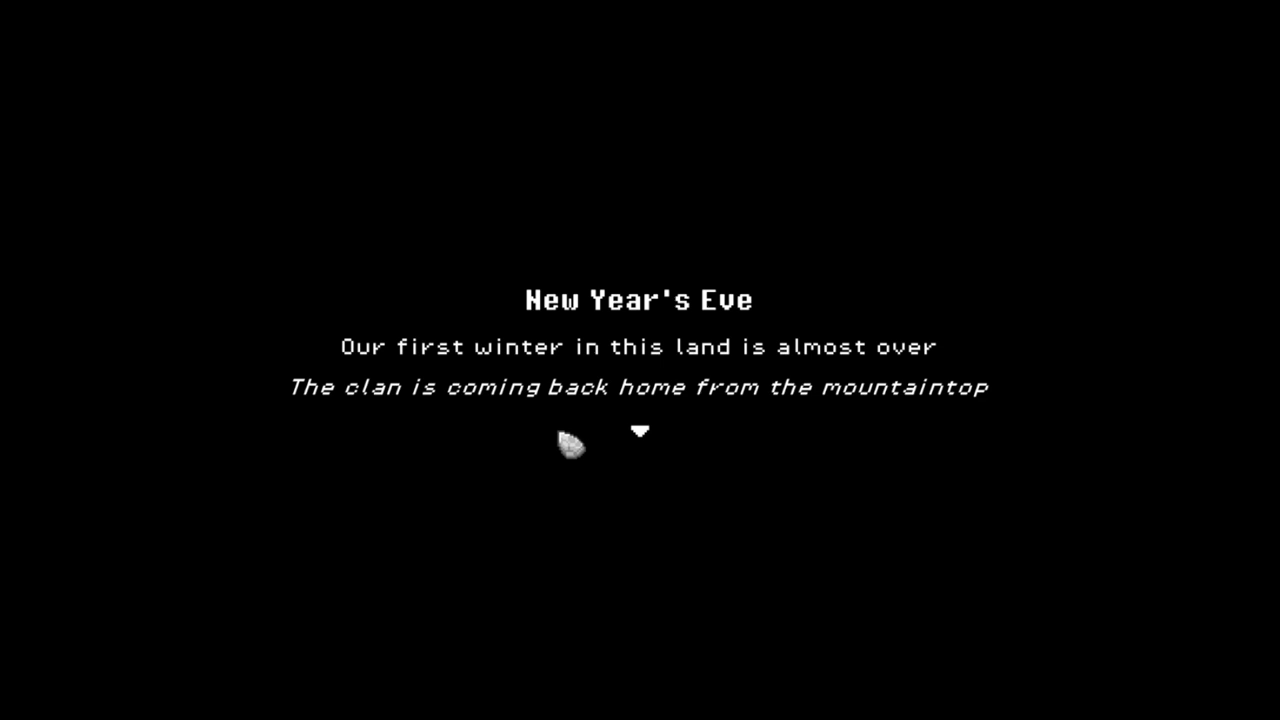 New Year's Eve
Our first winter in this land is almost over
The clan is coming back home from the mountaintop